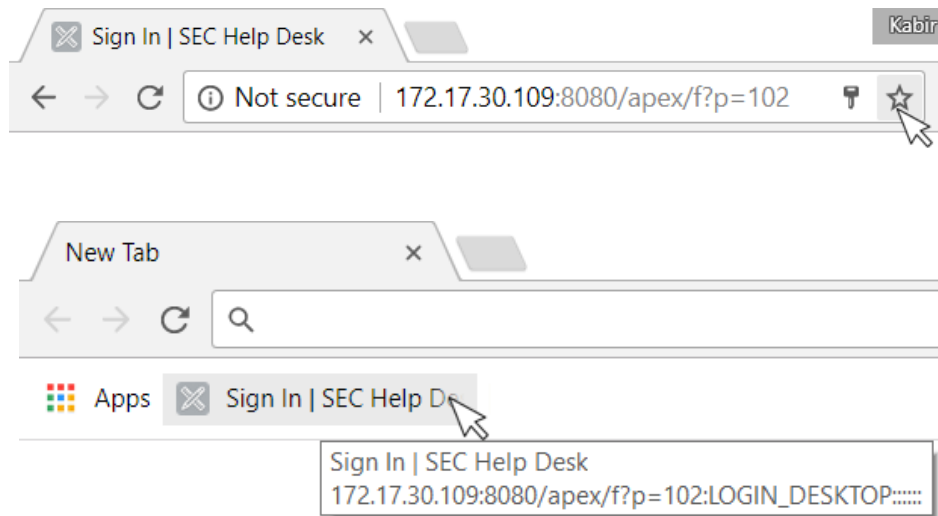 Sign In | SEC Help Desk
Kabir
Not secure | 172.17.30.109:8080/apex/f?p=102
New Tab
Apps Sign In | SEC Help De
Sign In | SEC Help Desk
172.17.30.109:8080/apex/f?p=102:LOGIN_DESKTOP::::::